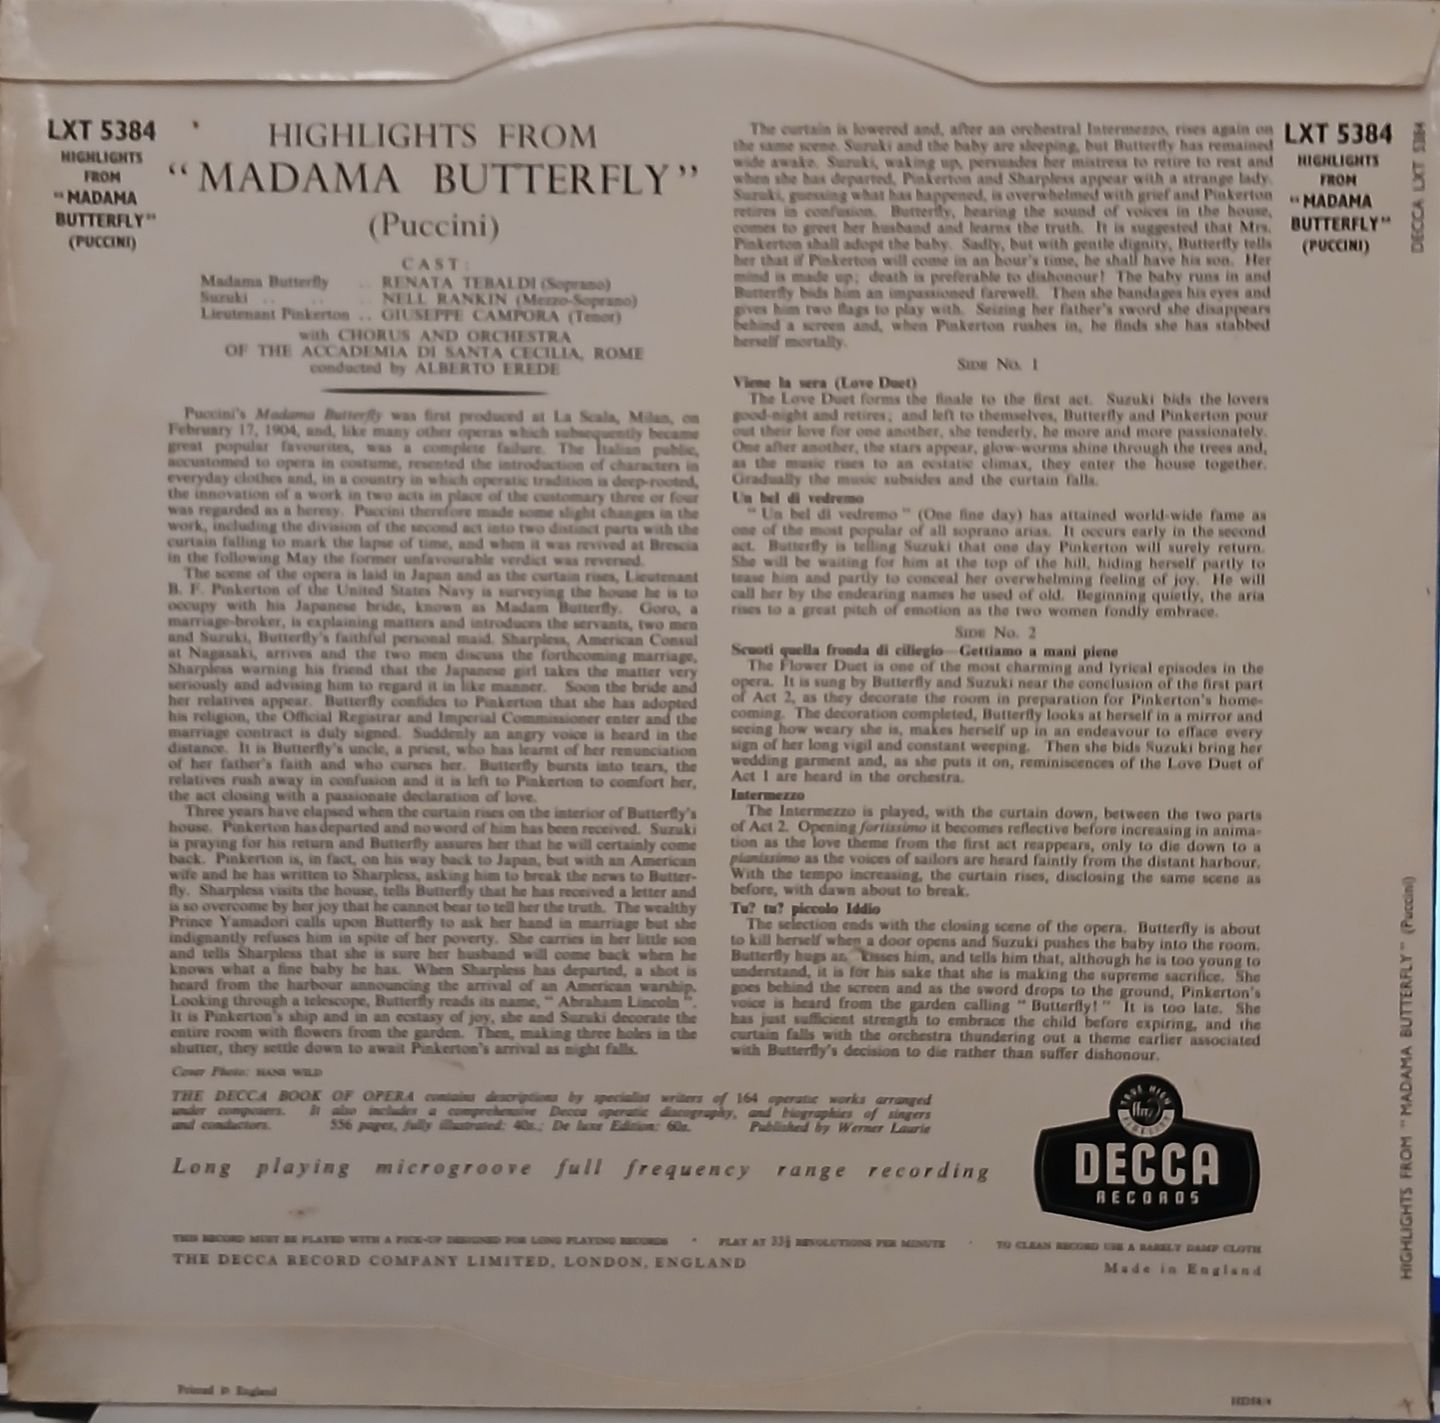 LXT 5384
HIGHLIGHTS
FROM
"MADAMA
BUTTERFLY"
(PUCCINI)
HIGHLIGHTS FROM
"MADAMA BUTTERFLY"
(Puccini)
CAST:
Madama Butterfly .. RENATA TEBALDI (Soprano)
Suzuki .. .. .. NELL RANKIN (Mezzo-Soprano)
Lieutenant Pinkerton .. GIUSEPPE CAMPORA (Tenor)
with CHORUS AND ORCHESTRA
OF THE ACCADEMIA DI SANTA CECILIA, ROME
conducted by ALBERTO EREDE
Puccini's Madama Butterfly was first produced at La Scala, Milan, on
February 17, 1904, and, like many other operas which subsequently became
great popular favourites, was a complete failure. The Italian public,
accustomed to opera in costume, resented the introduction of characters in
everyday clothes and, in a country in which operatic tradition is deep-rooted,
the innovation of a work in two acts in place of the customary three or four
was regarded as a heresy. Puccini therefore made some slight changes in the
work, including the division of the second act into two distinct parts with the
curtain falling to mark the lapse of time, and when it was revived at Brescia
in the following May the former unfavourable verdict was reversed.
The scene of the opera is laid in Japan and as the curtain rises, Lieutenant
B. F. Pinkerton of the United States Navy is surveying the house he is to
occupy with his Japanese bride, known as Madam Butterfly. Goro, a
marriage-broker, is explaining matters and introduces the servants, two men
and Suzuki, Butterfly's faithful personal maid. Sharpless, American Consul
at Nagasaki, arrives and the two men discuss the forthcoming marriage,
Sharpless warning his friend that the Japanese girl takes the matter very
seriously and advising him to regard it in like manner. Soon the bride and
her relatives appear. Butterfly confides to Pinkerton that she has adopted
his religion, the Official Registrar and Imperial Commissioner enter and the
marriage contract is duly signed. Suddenly an angry voice is heard in the
distance. It is Butterfly's uncle, a priest, who has learnt of her renunciation
of her father's faith and who curses her. Butterfly bursts into tears, the
relatives rush away in confusion and it is left to Pinkerton to comfort her,
the act closing with a passionate declaration of love.
Three years have elapsed when the curtain rises on the interior of Butterfly's
house. Pinkerton has departed and no word of him has been received. Suzuki
is praying for his return and Butterfly assures her that he will certainly come
back. Pinkerton is, in fact, on his way back to Japan, but with an American
wife and he has written to Sharpless, asking him to break the news to Butter-
fly. Sharpless visits the house, tells Butterfly that he has received a letter and
is so overcome by her joy that he cannot bear to tell her the truth. The wealthy
Prince Yamadori calls upon Butterfly to ask her hand in marriage but she
indignantly refuses him in spite of her poverty. She carries in her little son
and tells Sharpless that she is sure her husband will come back when he
knows what a fine baby he has. When Sharpless has departed, a shot is
heard from the harbour announcing the arrival of an American warship.
Looking through a telescope, Butterfly reads its name, "Abraham Lincoln".
It is Pinkerton's ship and in an ecstasy of joy, she and Suzuki decorate the
entire room with flowers from the garden. Then, making three holes in the
shutter, they settle down to await Pinkerton's arrival as night falls.
Cover Photo: HANS WILD
The curtain is lowered and, after an orchestral Intermezzo, rises again on
the same scene. Suzuki and the baby are sleeping, but Butterfly has remained
wide awake. Suzuki, waking up, persuades her mistress to retire to rest and
when she has departed, Pinkerton and Sharpless appear with a strange lady.
Suzuki, guessing what has happened, is overwhelmed with grief and Pinkerton
retires in confusion. Butterfly, hearing the sound of voices in the house,
comes to greet her husband and learns the truth. It is suggested that Mrs.
Pinkerton shall adopt the baby. Sadly, but with gentle dignity, Butterfly tells
her that if Pinkerton will come in an hour's time, he shall have his son. Her
mind is made up; death is preferable to dishonour! The baby runs in and
Butterfly bids him an impassioned farewell. Then she bandages his eyes and
gives him two flags to play with. Seizing her father's sword she disappears
behind a screen and, when Pinkerton rushes in, he finds she has stabbed
herself mortally.
SIDE No. 1
Viene la sera (Love Duet)
The Love Duet forms the finale to the first act. Suzuki bids the lovers
good-night and retires; and left to themselves, Butterfly and Pinkerton pour
out their love for one another, she tenderly, he more and more passionately.
One after another, the stars appear, glow-worms shine through the trees and,
as the music rises to an ecstatic climax, they enter the house together.
Gradually the music subsides and the curtain falls.
Un bel di vedremo
"Un bel di vedremo" (One fine day) has attained world-wide fame as
one of the most popular of all soprano arias. It occurs early in the second
act. Butterfly is telling Suzuki that one day Pinkerton will surely return.
She will be waiting for him at the top of the hill, hiding herself partly to
tease him and partly to conceal her overwhelming feeling of joy. He will
call her by the endearing names he used of old. Beginning quietly, the aria
rises to a great pitch of emotion as the two women fondly embrace.
SIDE No. 2
Scuoti quella fronda di ciliegio—Gettiamo a mani piene
The Flower Duet is one of the most charming and lyrical episodes in the
opera. It is sung by Butterfly and Suzuki near the conclusion of the first part
of Act 2, as they decorate the room in preparation for Pinkerton's home-
coming. The decoration completed, Butterfly looks at herself in a mirror and
seeing how weary she is, makes herself up in an endeavour to efface every
sign of her long vigil and constant weeping. Then she bids Suzuki bring her
wedding garment and, as she puts it on, reminiscences of the Love Duet of
Act 1 are heard in the orchestra.
Intermezzo
The Intermezzo is played, with the curtain down, between the two parts
of Act 2. Opening fortissimo it becomes reflective before increasing in anima-
tion as the love theme from the first act reappears, only to die down to a
pianissimo as the voices of sailors are heard faintly from the distant harbour.
With the tempo increasing, the curtain rises, disclosing the same scene as
before, with dawn about to break.
Tu? tu? piccolo Iddio
The selection ends with the closing scene of the opera. Butterfly is about
to kill herself when a door opens and Suzuki pushes the baby into the room.
Butterfly hugs an kisses him, and tells him that, although he is too young to
understand, it is for his sake that she is making the supreme sacrifice. She
goes behind the screen and as the sword drops to the ground, Pinkerton's
voice is heard from the garden calling "Butterfly!" It is too late. She
has just sufficient strength to embrace the child before expiring, and the
curtain falls with the orchestra thundering out a theme earlier associated
with Butterfly's decision to die rather than suffer dishonour.
LXT 5384
HIGHLIGHTS
FROM
"MADAMA
BUTTERFLY"
(PUCCINI)
DECCA LXT 5384
HIGHLIGHTS FROM "MADAMA BUTTERFLY" (Puccini)
THE DECCA BOOK OF OPERA contains descriptions by specialist writers of 164 operatic works arranged
under composers. It also includes a comprehensive Decca operatic discography, and biographies of singers
and conductors. 556 pages, fully illustrated: 40s.; De luxe Edition: 60s. Published by Werner Laurie
Long playing microgroove full frequency range recording
ffrr
DECCA
RECORDS
THIS RECORD MUST BE PLAYED WITH A PICK-UP DESIGNED FOR LONG PLAYING RECORDS • PLAY AT 33⅓ REVOLUTIONS PER MINUTE • TO CLEAN RECORD USE A BARELY DAMP CLOTH
THE DECCA RECORD COMPANY LIMITED, LONDON, ENGLAND
Made in England
Printed in England